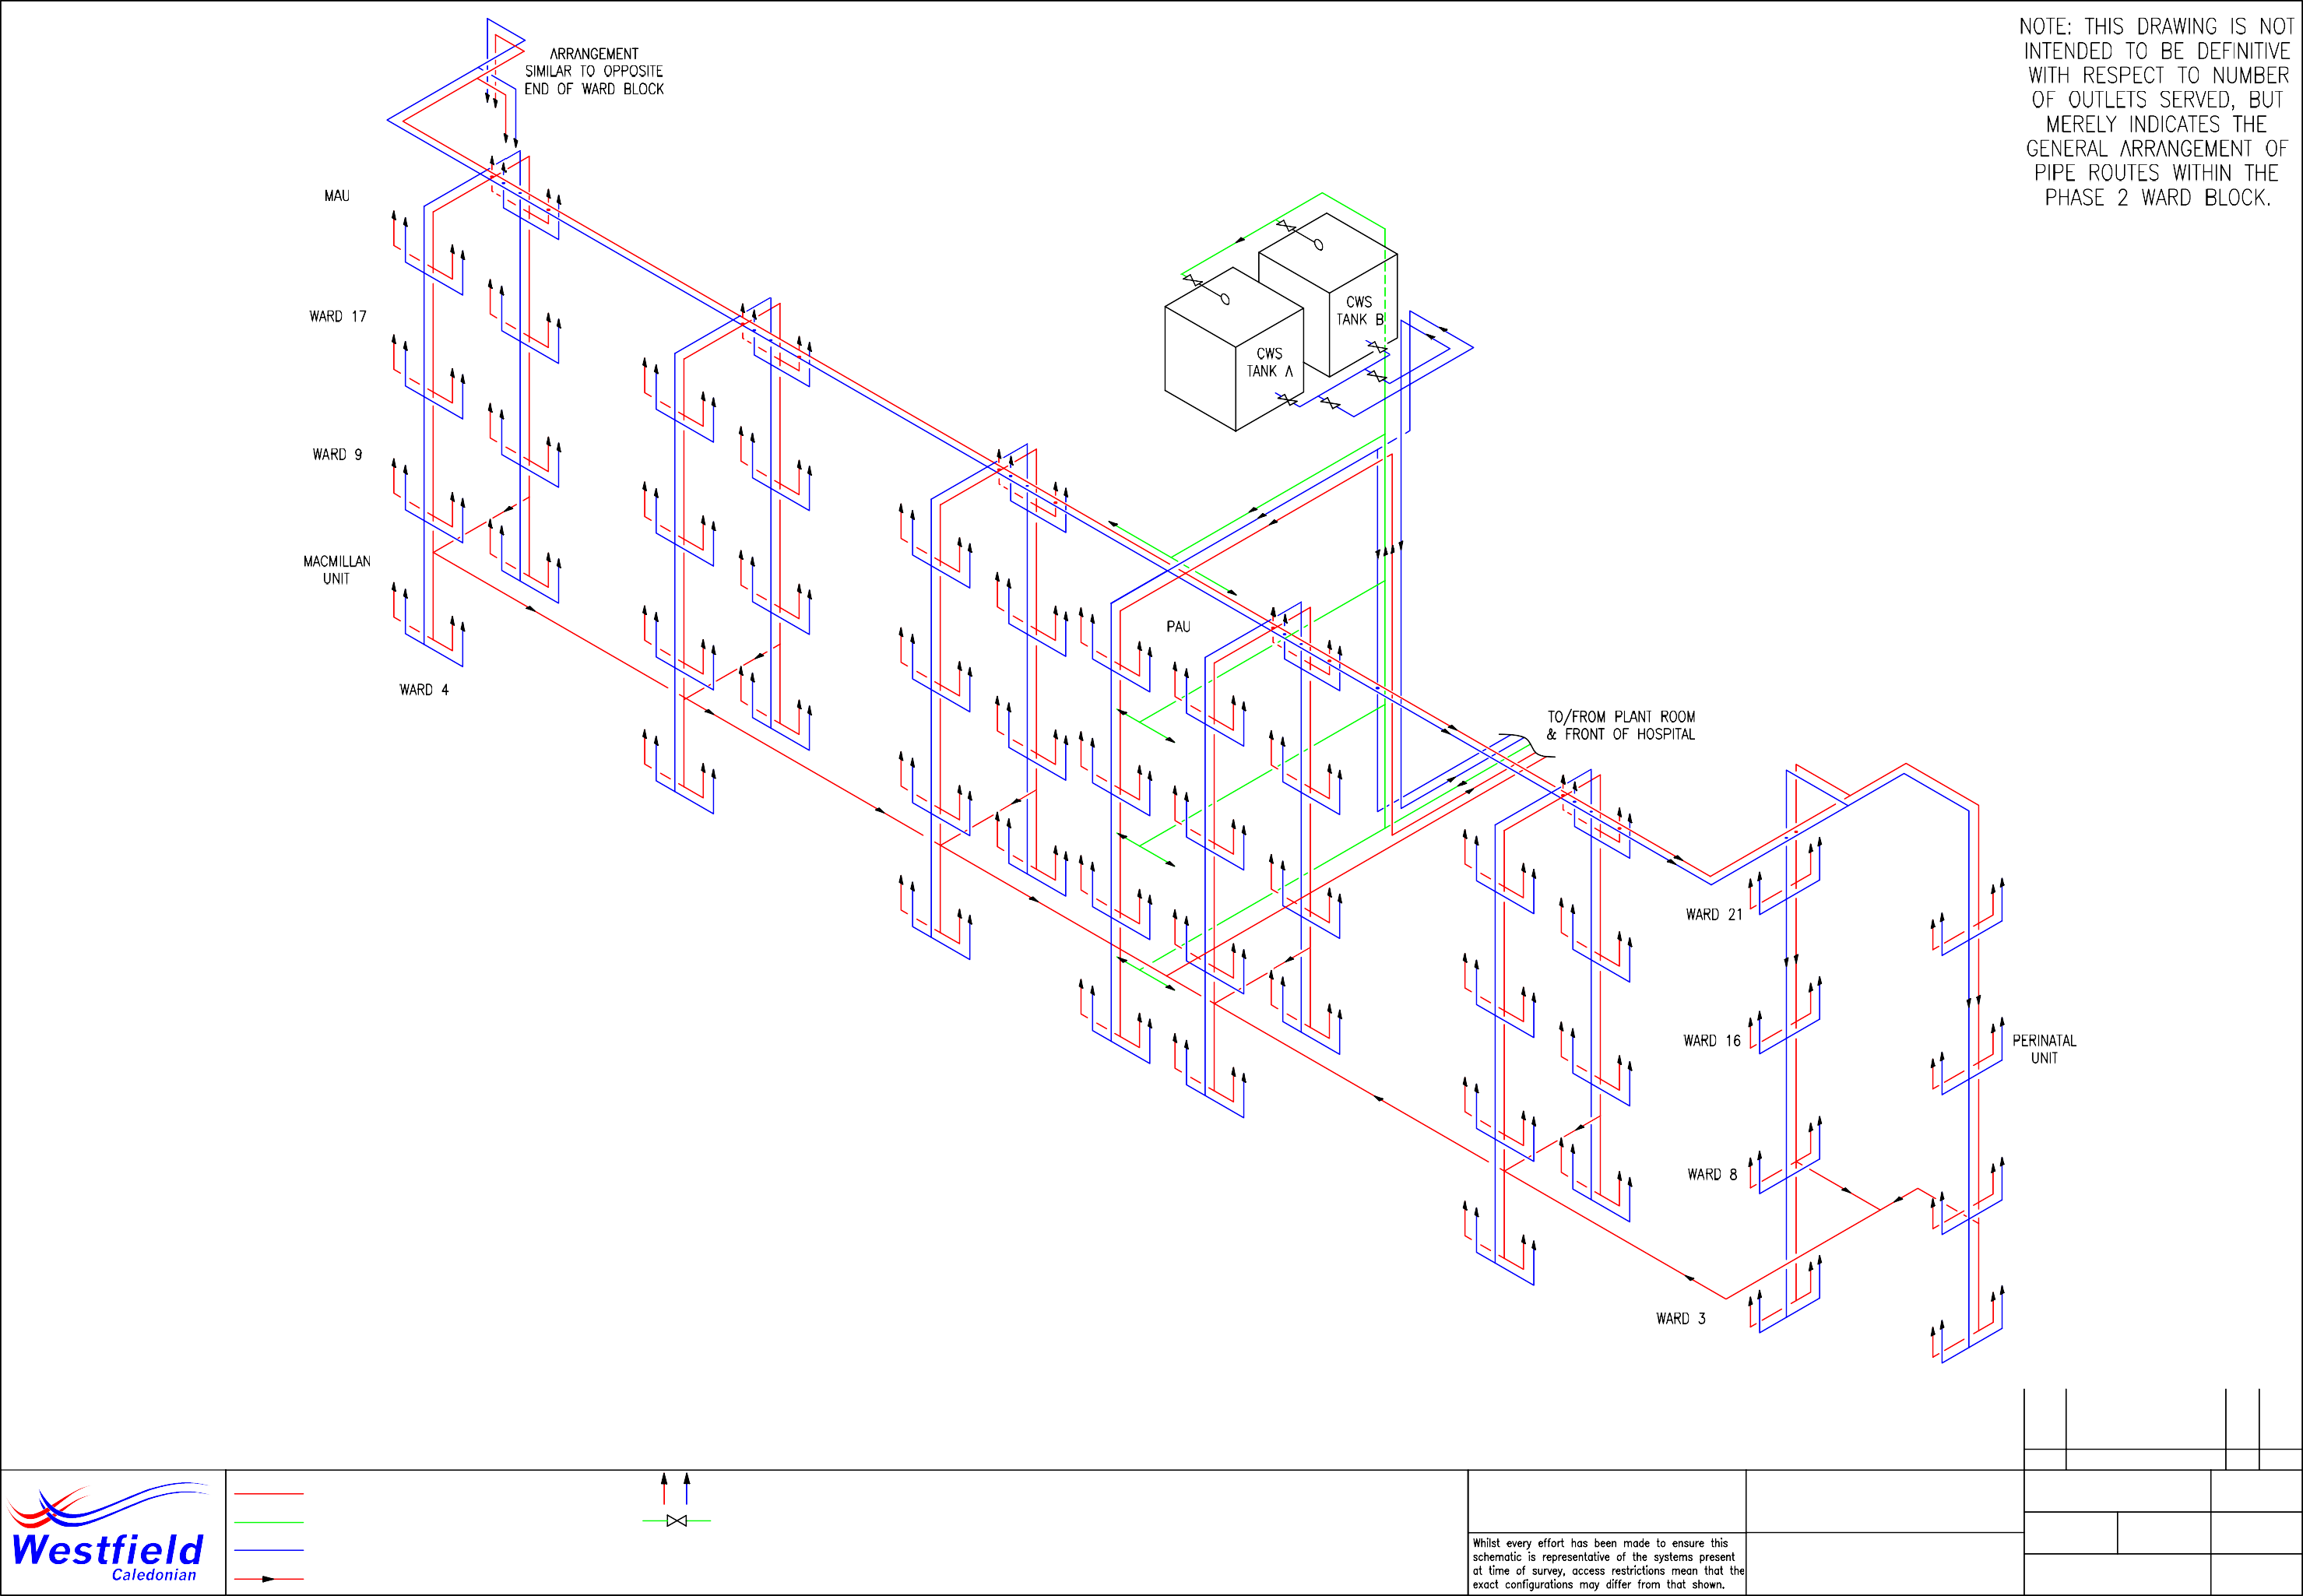 NOTE: THIS DRAWING IS NOT
INTENDED TO BE DEFINITIVE
WITH RESPECT TO NUMBER
OF OUTLETS SERVED, BUT
MERELY INDICATES THE
GENERAL ARRANGEMENT OF
PIPE ROUTES WITHIN THE
PHASE 2 WARD BLOCK.
ARRANGEMENT
SIMILAR TO OPPOSITE
END OF WARD BLOCK
MAU
WARD 17
WARD 9
MACMILLAN
UNIT
WARD 4
CWS
TANK B
CWS
TANK A
PAU
TO/FROM PLANT ROOM
& FRONT OF HOSPITAL
WARD 21
WARD 16
PERINATAL
UNIT
WARD 8
WARD 3
Westfield
Caledonian
Whilst every effort has been made to ensure this
schematic is representative of the systems present
at time of survey, access restrictions mean that the
exact configurations may differ from that shown.